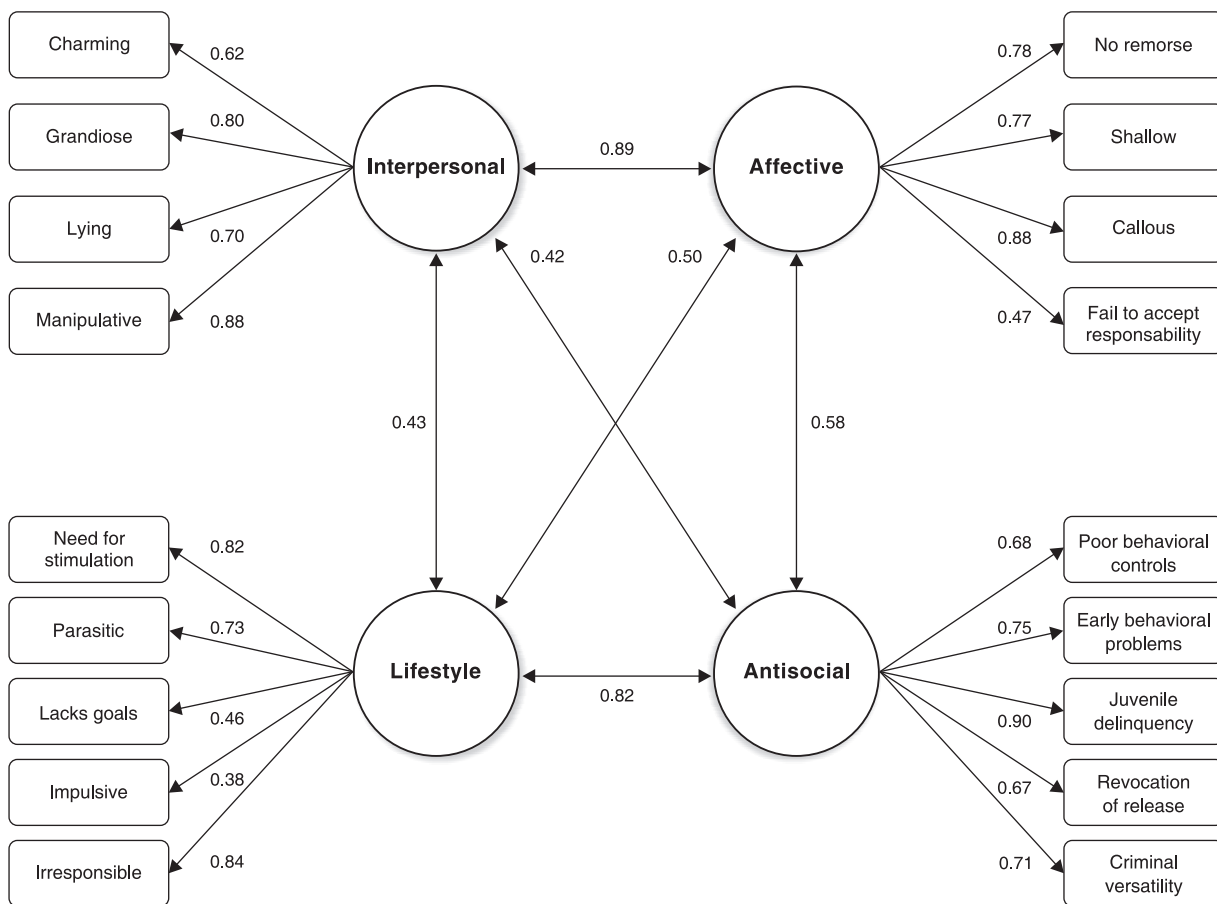 Charming
0.62
No remorse
0.78
Grandiose
0.80
Shallow
0.77
Interpersonal
0.89
Affective
Lying
0.70
Callous
0.88
Manipulative
0.88
Fail to accept
responsability
0.47
0.42
0.50
0.43
0.58
Need for
stimulation
0.82
Poor behavioral
controls
0.68
Parasitic
0.73
Early behavioral
problems
0.75
Lifestyle
0.82
Antisocial
Lacks goals
0.46
Juvenile
delinquency
0.90
Impulsive
0.38
Revocation
of release
0.67
Irresponsible
0.84
Criminal
versatility
0.71